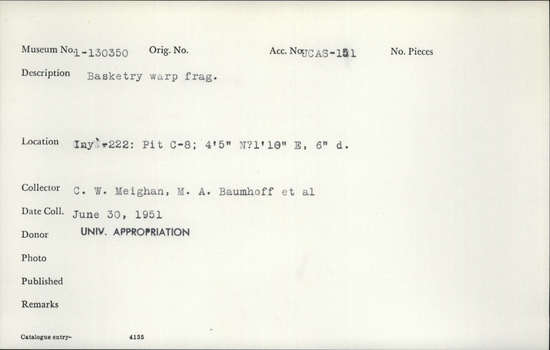 Museum No. 1-130350 Orig. No. Acc. No. UCAS-151 No. Pieces
Description Basketry warp frag.
Location Iny-222: Pit C-8; 4'5" N?1'10" E, 6" d.
Collector C. W. Meighan, M. A. Baumhoff et al
Date Coll. June 30, 1951
Donor UNIV. APPROPRIATION
Photo
Published
Remarks
Catalogue entry- 4155